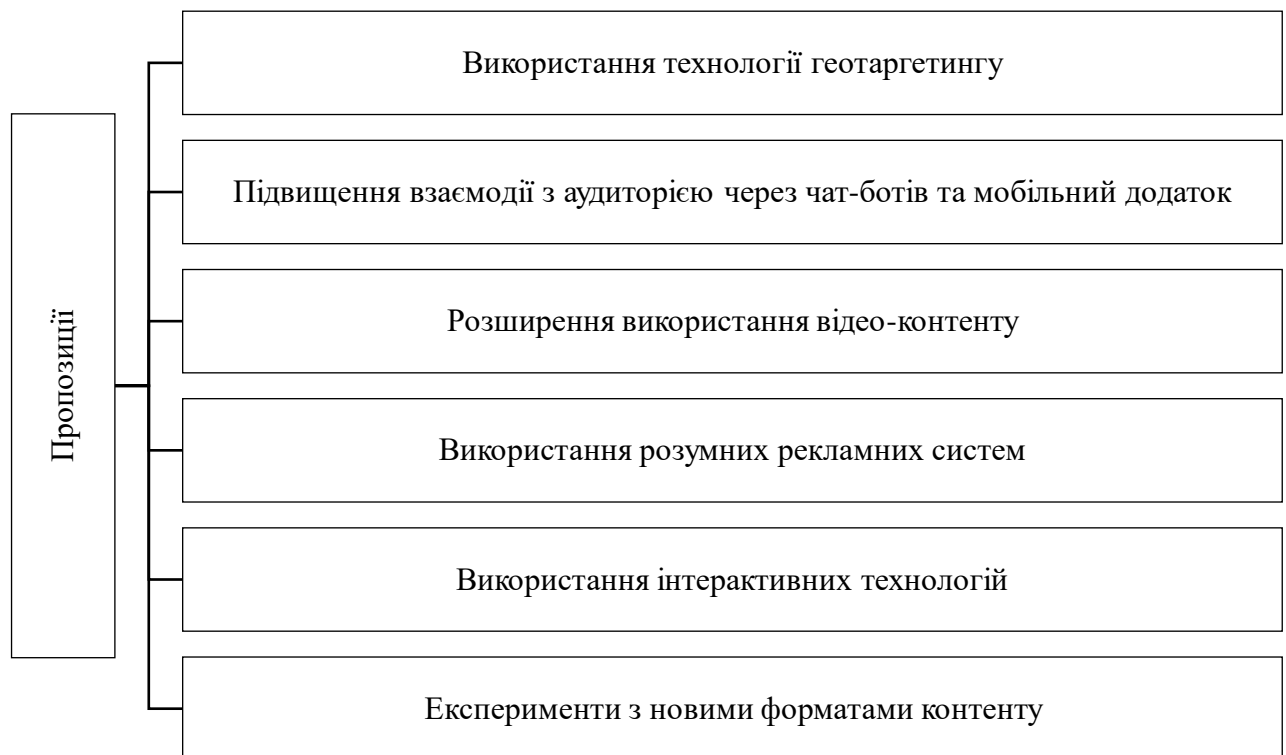 Пропозиції
Використання технології геотаргетингу
Підвищення взаємодії з аудиторією через чат-ботів та мобільний додаток
Розширення використання відео-контенту
Використання розумних рекламних систем
Використання інтерактивних технологій
Експерименти з новими форматами контенту